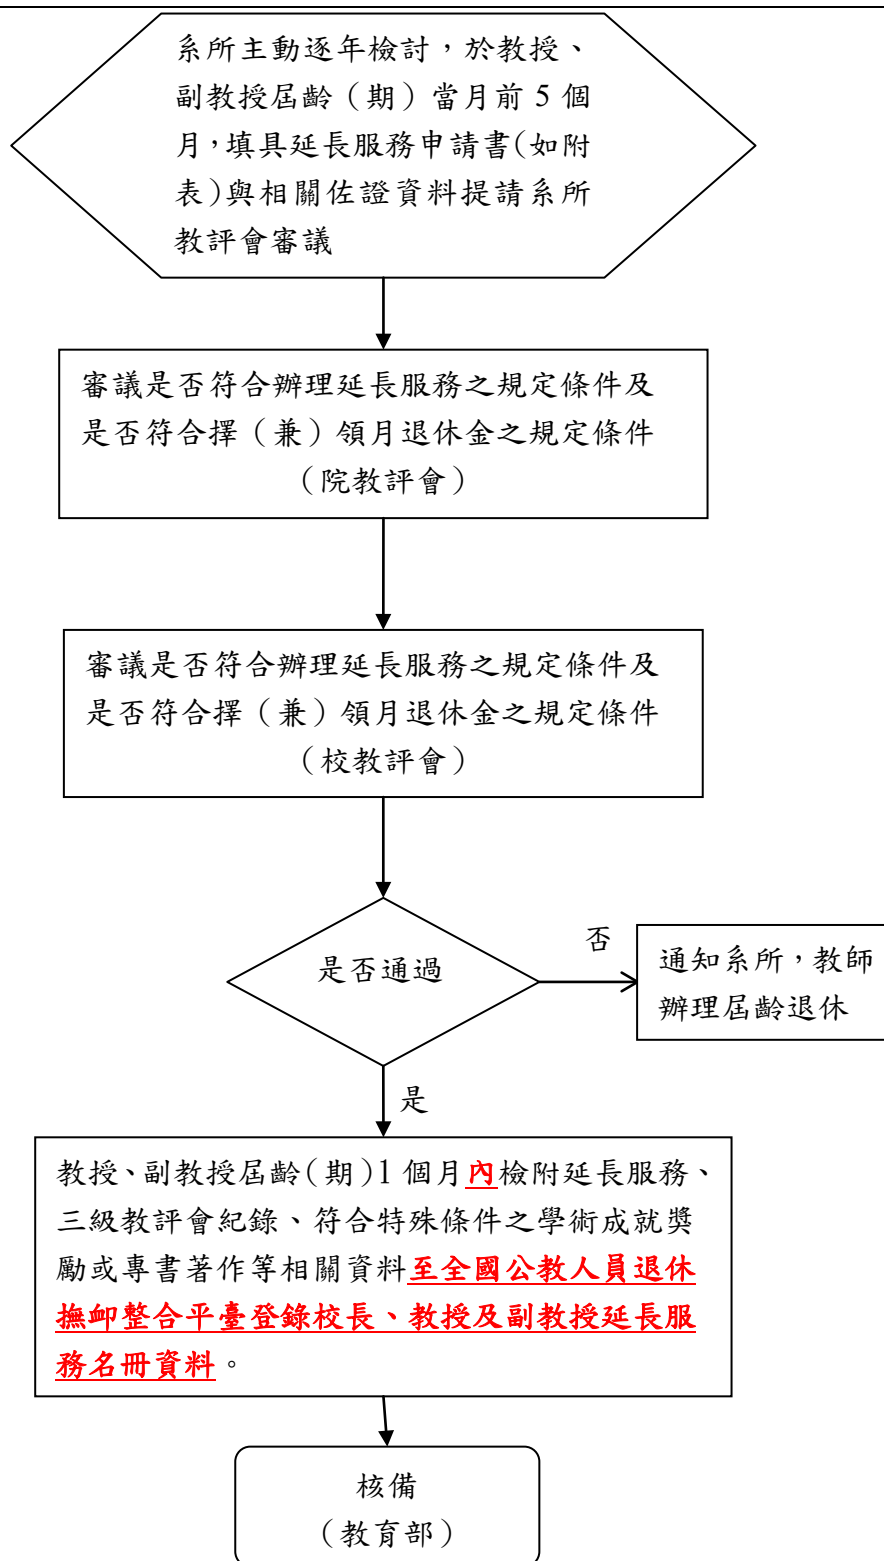 系所主動逐年檢討，於教授、
副教授屆齡（期）當月前 5 個
月，填具延長服務申請書(如附
表)與相關佐證資料提請系所
教評會審議
審議是否符合辦理延長服務之規定條件及
是否符合擇（兼）領月退休金之規定條件
（院教評會）
審議是否符合辦理延長服務之規定條件及
是否符合擇（兼）領月退休金之規定條件
（校教評會）
是否通過
否
通知系所，教師
辦理屆齡退休
是
教授、副教授屆齡(期)1 個月內檢附延長服務、
三級教評會紀錄、符合特殊條件之學術成就獎
勵或專書著作等相關資料至全國公教人員退休
撫卹整合平臺登錄校長、教授及副教授延長服
務名冊資料。
核備
（教育部）